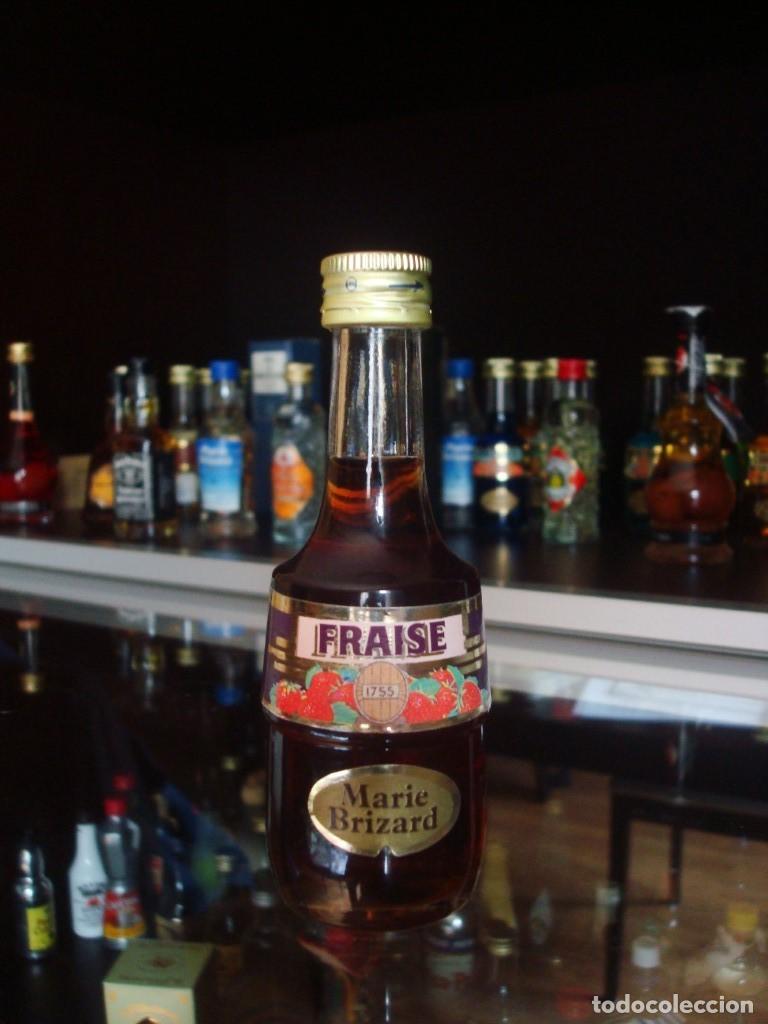 FRAISE
1755
Marie
Brizard
todocoleccion